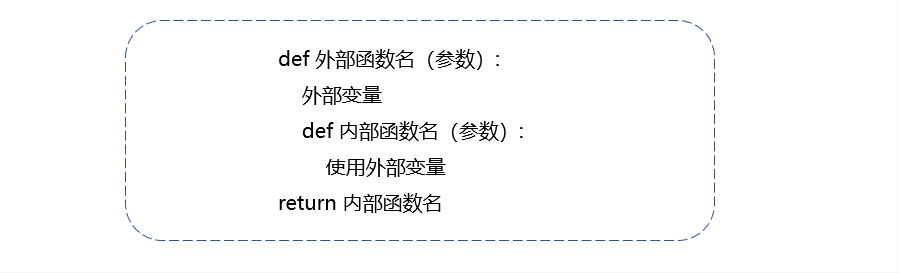 def 外部函数名（参数）:
外部变量
def 内部函数名（参数）:
使用外部变量
return 内部函数名